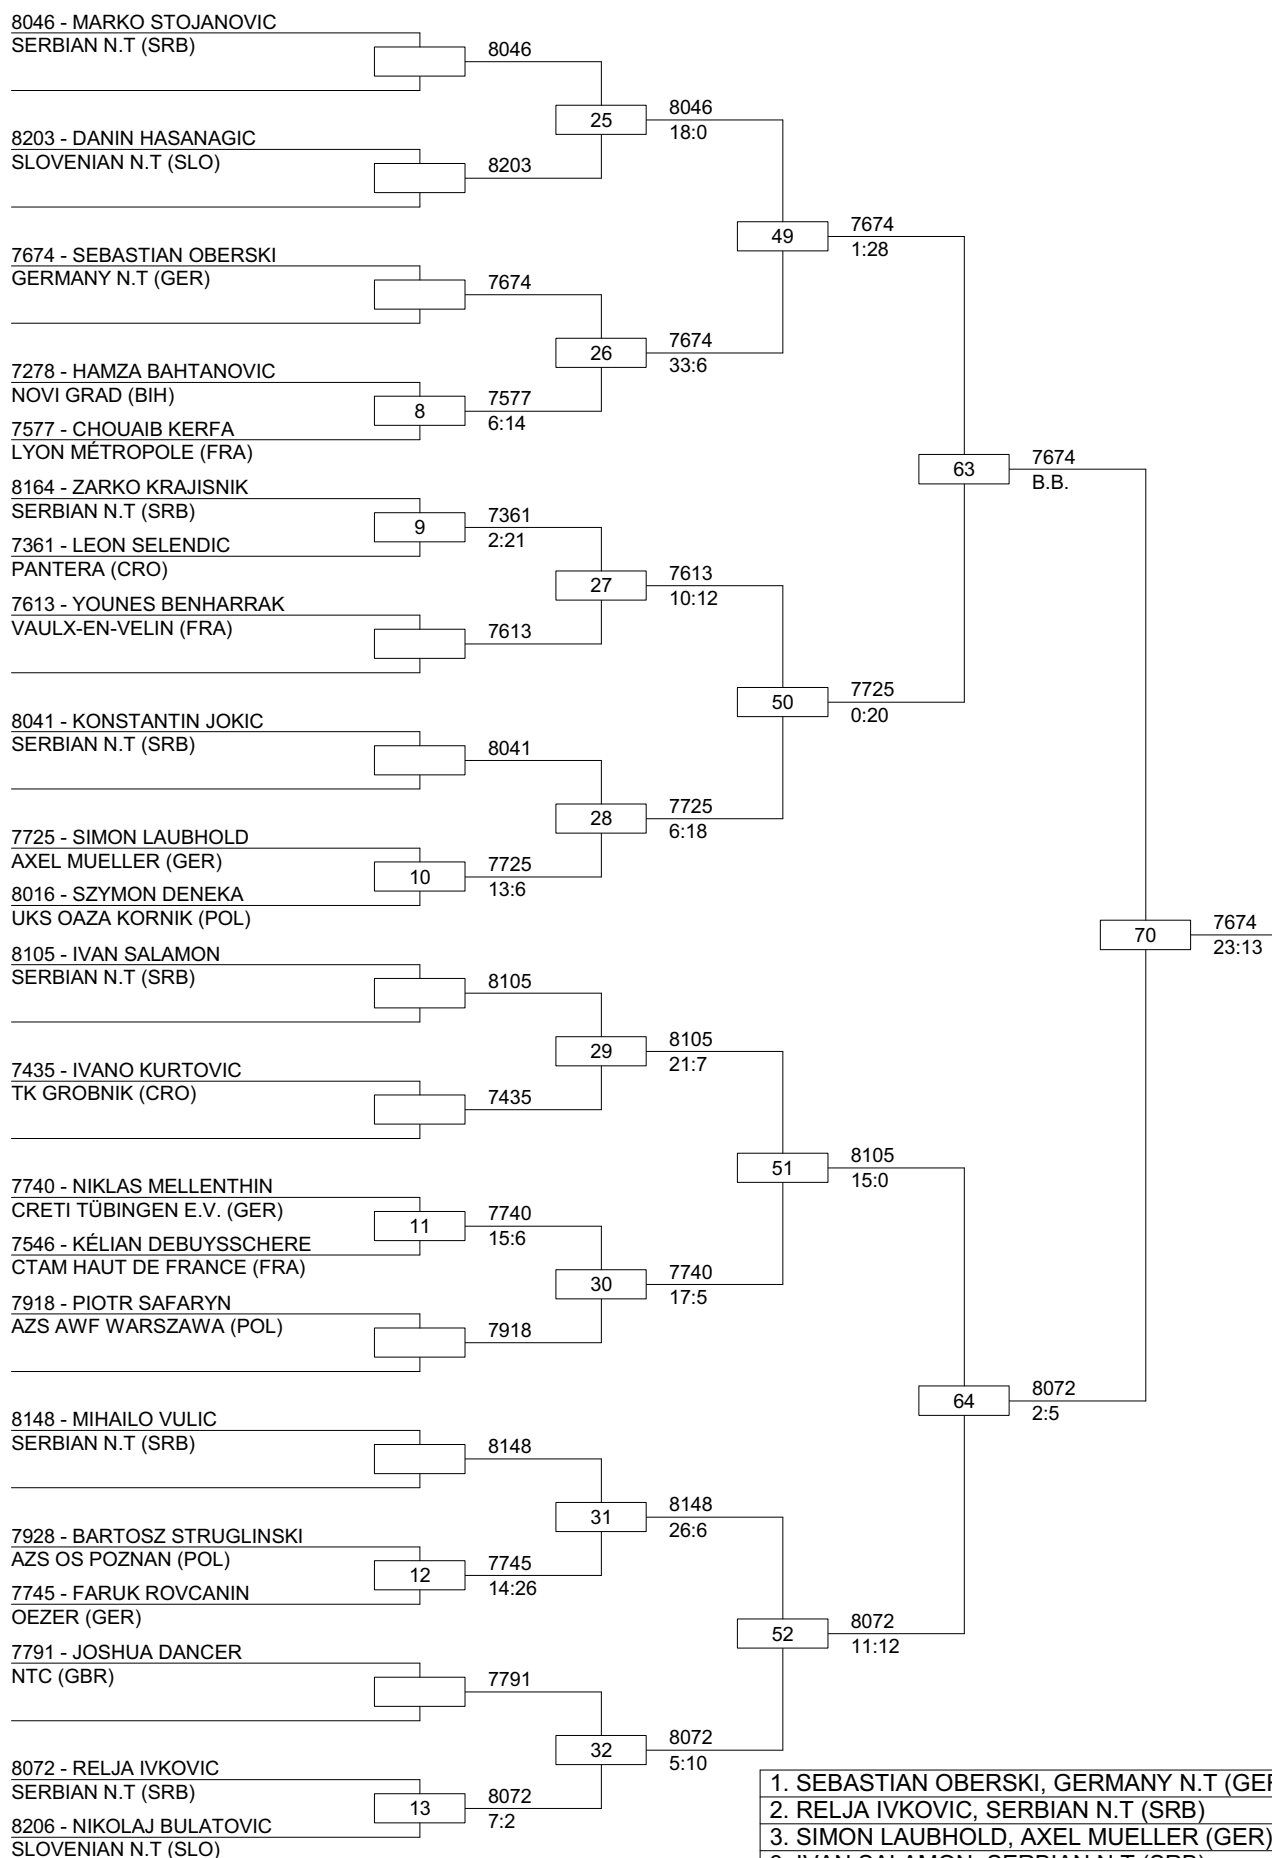 8046 - MARKO STOJANOVIC
SERBIAN N.T (SRB)
8046
25
8046
18:0
8203 - DANIN HASANAGIC
SLOVENIAN N.T (SLO)
8203
49
7674
1:28
7674 - SEBASTIAN OBERSKI
GERMANY N.T (GER)
7674
26
7674
33:6
7278 - HAMZA BAHTANOVIC
NOVI GRAD (BIH)
8
7577
6:14
7577 - CHOUAIB KERFA
LYON MÉTROPOLE (FRA)
63
7674
B.B.
8164 - ZARKO KRAJISNIK
SERBIAN N.T (SRB)
9
7361
2:21
7361 - LEON SELENDIC
PANTERA (CRO)
27
7613
10:12
7613 - YOUNES BENHARRAK
VAULX-EN-VELIN (FRA)
7613
50
7725
0:20
8041 - KONSTANTIN JOKIC
SERBIAN N.T (SRB)
8041
28
7725
6:18
7725 - SIMON LAUBHOLD
AXEL MUELLER (GER)
10
7725
13:6
8016 - SZYMON DENEKA
UKS OAZA KORNIK (POL)
70
7674
23:13
8105 - IVAN SALAMON
SERBIAN N.T (SRB)
8105
29
8105
21:7
7435 - IVANO KURTOVIC
TK GROBNIK (CRO)
7435
51
8105
15:0
7740 - NIKLAS MELLENTHIN
CRETI TÜBINGEN E.V. (GER)
11
7740
15:6
7546 - KÉLIAN DEBUYSSCHERE
CTAM HAUT DE FRANCE (FRA)
30
7740
17:5
7918 - PIOTR SAFARYN
AZS AWF WARSZAWA (POL)
7918
64
8072
2:5
8148 - MIHAILO VULIC
SERBIAN N.T (SRB)
8148
31
8148
26:6
7928 - BARTOSZ STRUGLINSKI
AZS OS POZNAN (POL)
12
7745
14:26
7745 - FARUK ROVCANIN
OEZER (GER)
52
8072
11:12
7791 - JOSHUA DANCER
NTC (GBR)
7791
32
8072
5:10
8072 - RELJA IVKOVIC
SERBIAN N.T (SRB)
13
8072
7:2
8206 - NIKOLAJ BULATOVIC
SLOVENIAN N.T (SLO)
1. SEBASTIAN OBERSKI, GERMANY N.T (GE
2. RELJA IVKOVIC, SERBIAN N.T (SRB)
3. SIMON LAUBHOLD, AXEL MUELLER (GER)
3. IVAN SALAMON, SERBIAN N.T (SRB)